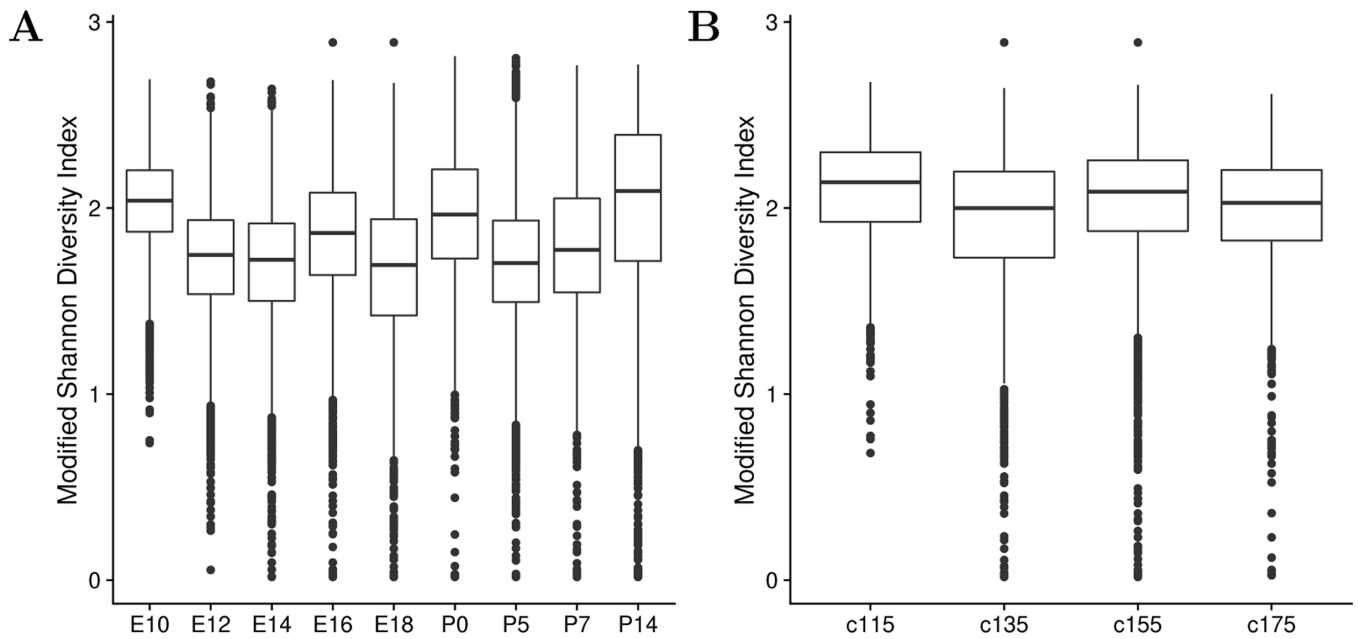 A
Modified Shannon Diversity Index
3
2
1
0
E10 E12 E14 E16 E18 P0 P5 P7 P14
B
Modified Shannon Diversity Index
3
2
1
0
c115 c135 c155 c175